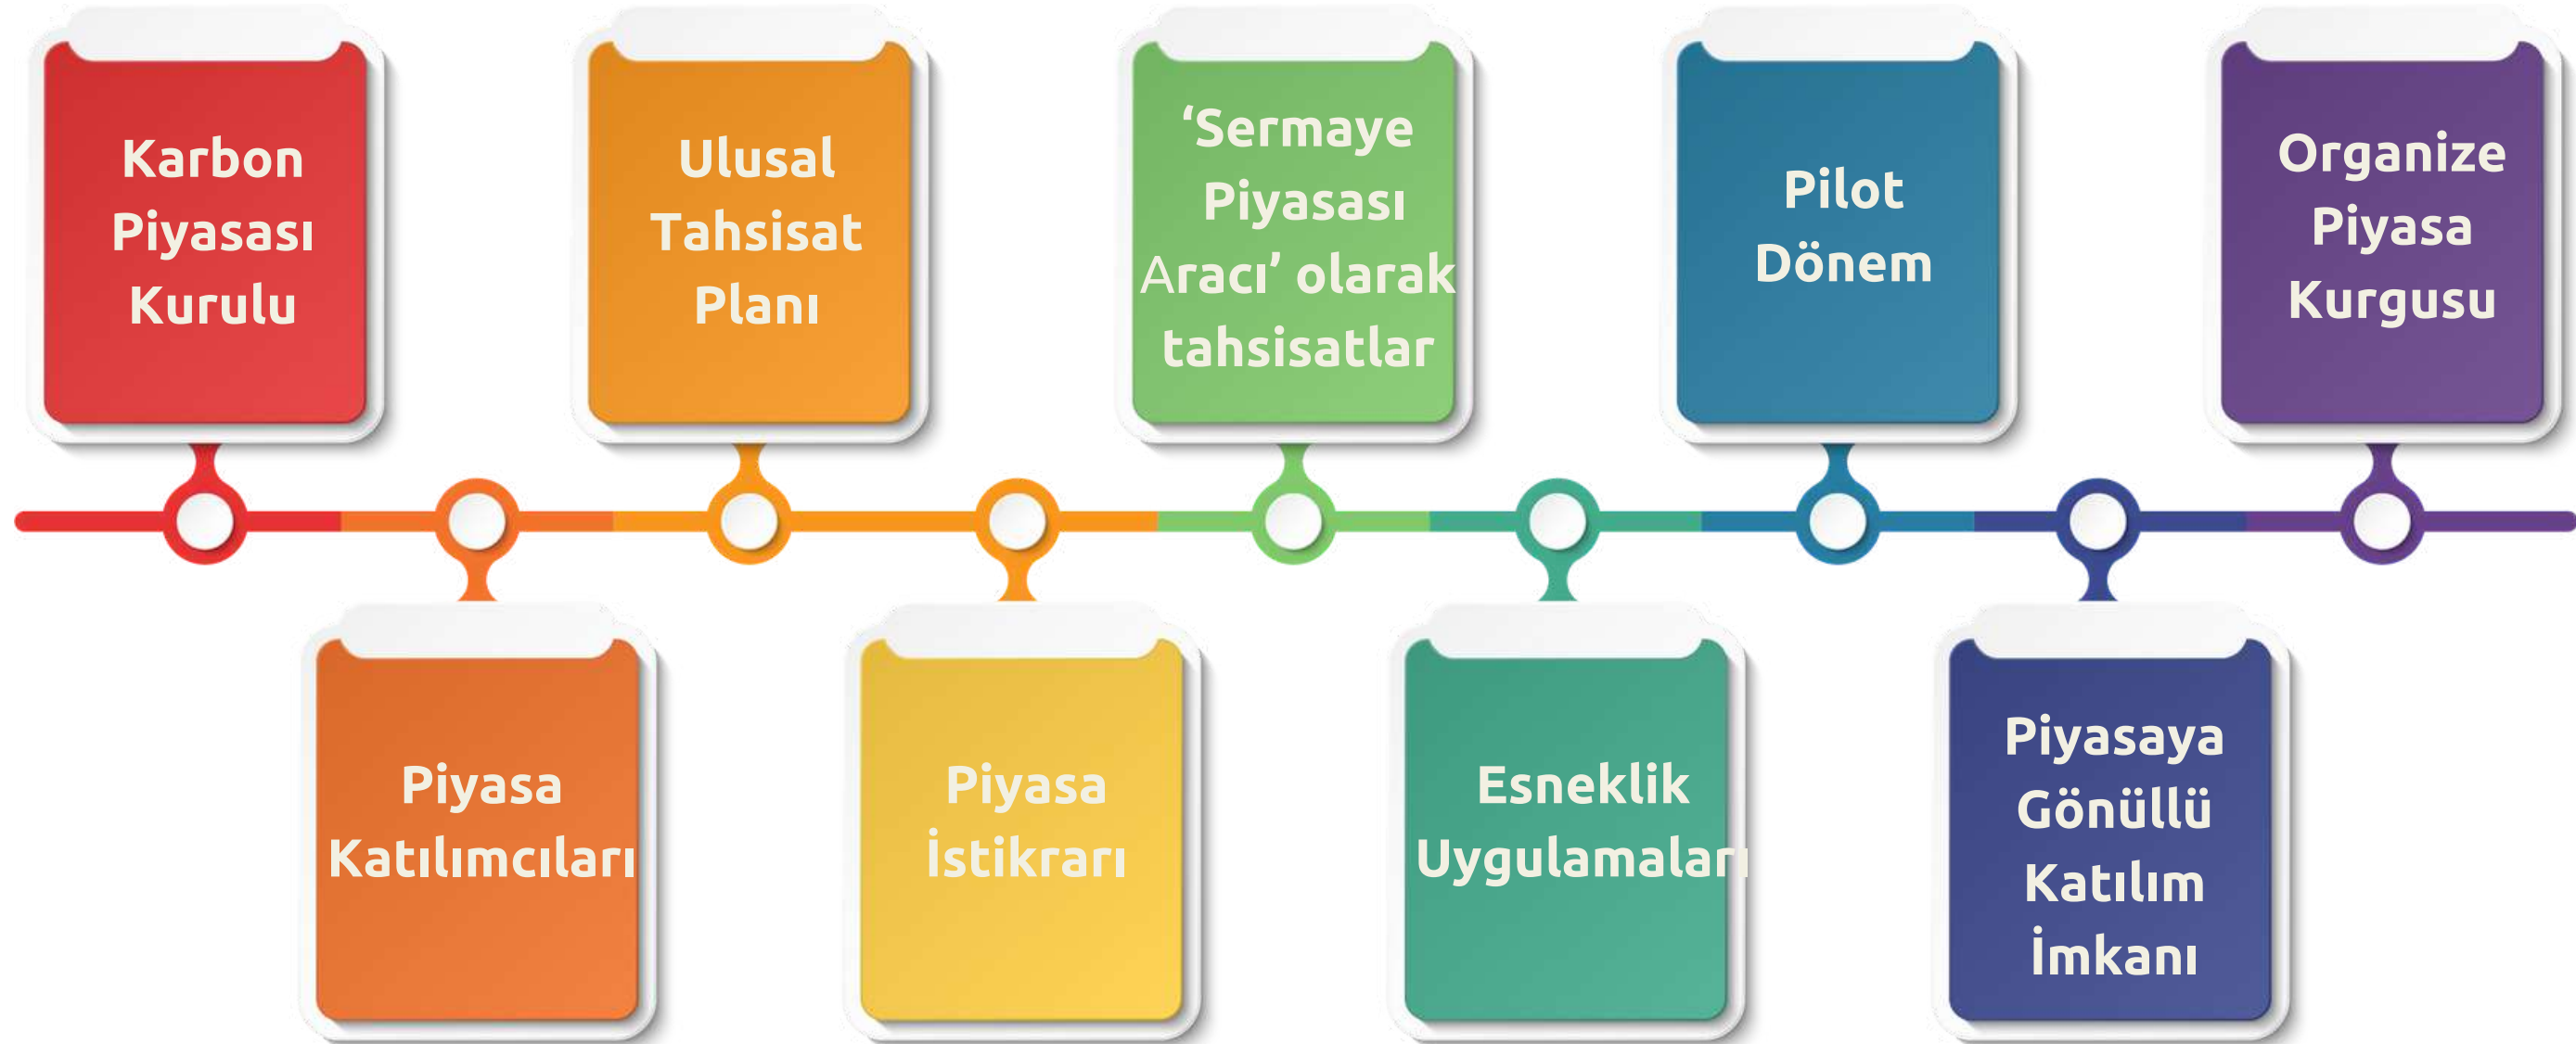 Karbon
Piyasası
Kurulu
Ulusal
Tahsisat
Planı
‘Sermaye
Piyasası
Aracı’ olarak
tahsisatlar
Pilot
Dönem
Organize
Piyasa
Kurgusu
Piyasa
Katılımcıları
Piyasa
İstikrarı
Esneklik
Uygulamaları
Piyasaya
Gönüllü
Katılım
İmkanı